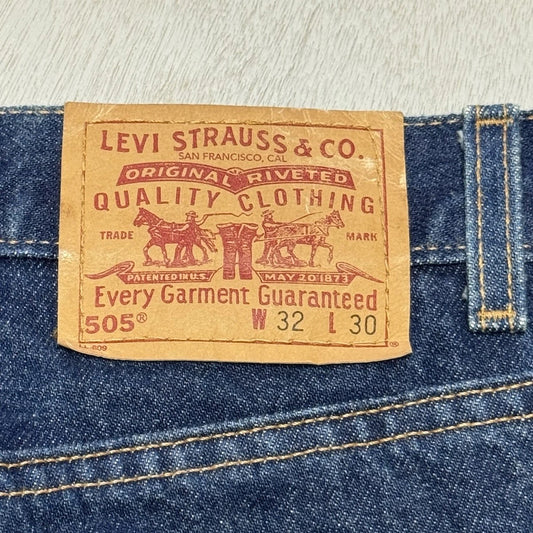 LEVI STRAUSS & CO.
SAN FRANCISCO, CAL
ORIGINAL RIVETED
QUALITY CLOTHING
TRADE MARK
PATENTED IN U.S. MAY 20 1873
Every Garment Guaranteed
505® W 32 L 30
®